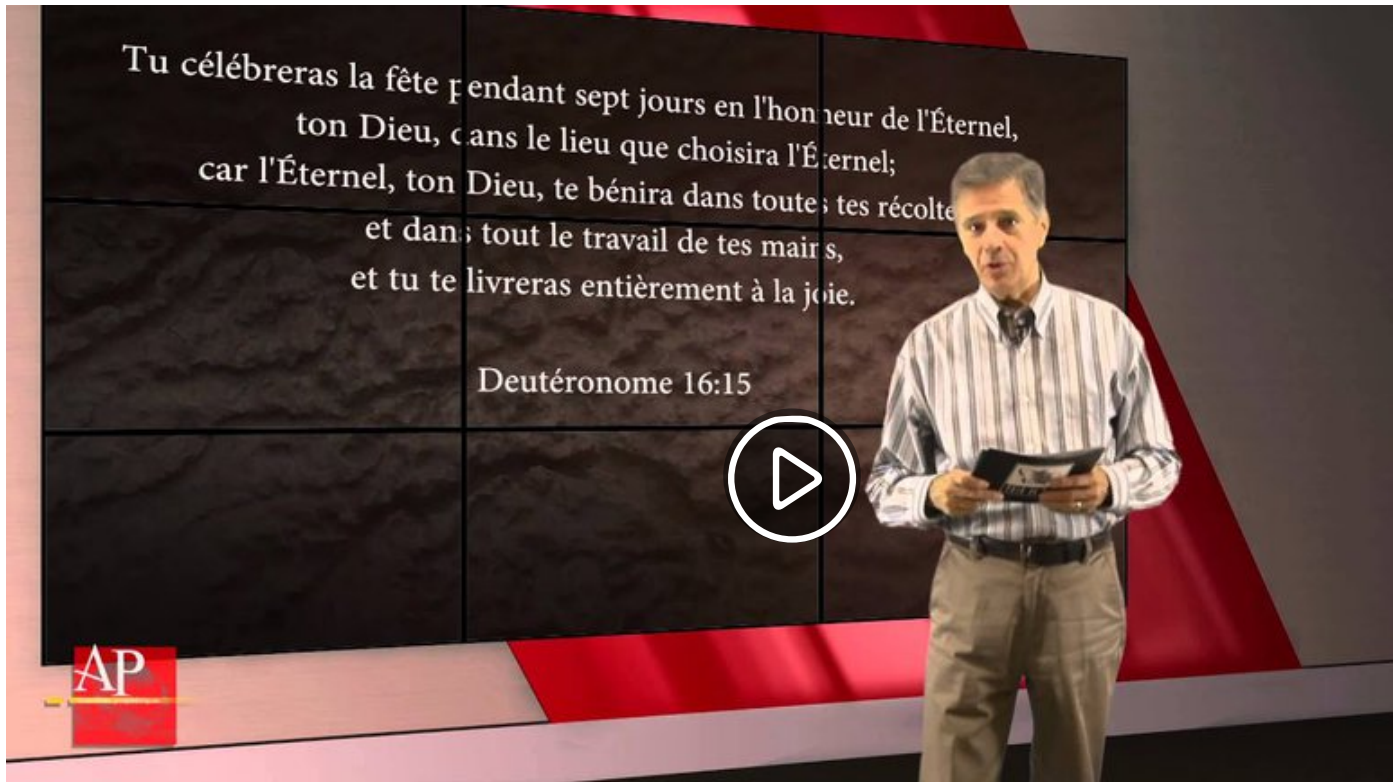 Tu célébreras la fête pendant sept jours en l'honneur de l'Éternel,
ton Dieu, dans le lieu que choisira l'Éternel;
car l'Éternel, ton Dieu, te bénira dans toutes tes récolte
et dans tout le travail de tes mains,
et tu te livreras entièrement à la joie.
Deutéronome 16:15
AP